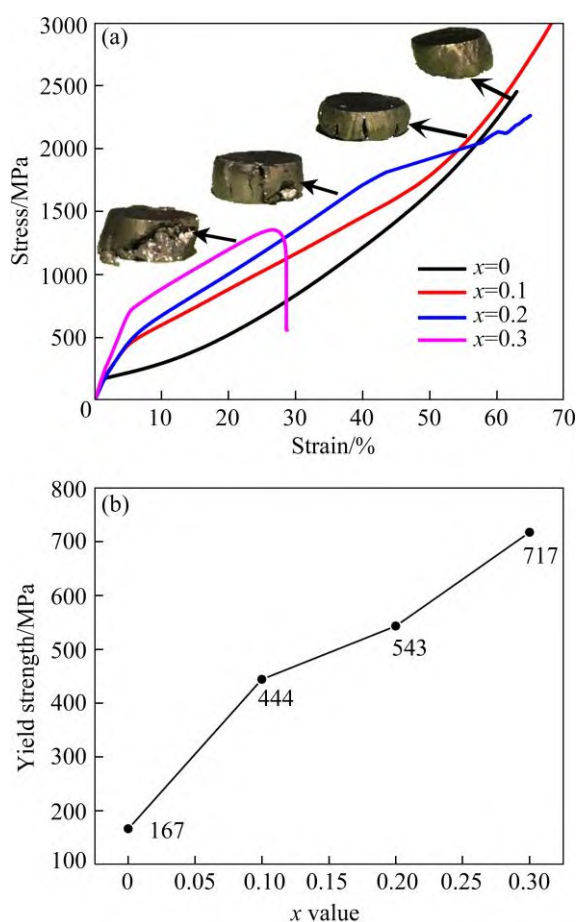 (a)
3000
2500
2000
1500
1000
500
0
Stress/MPa
x=0
x=0.1
x=0.2
x=0.3
10 20 30 40 50 60 70
Strain/%
(b)
800
700
600
500
400
300
200
100
Yield strength/MPa
717
543
444
167
0 0.05 0.10 0.15 0.20 0.25 0.30
x value